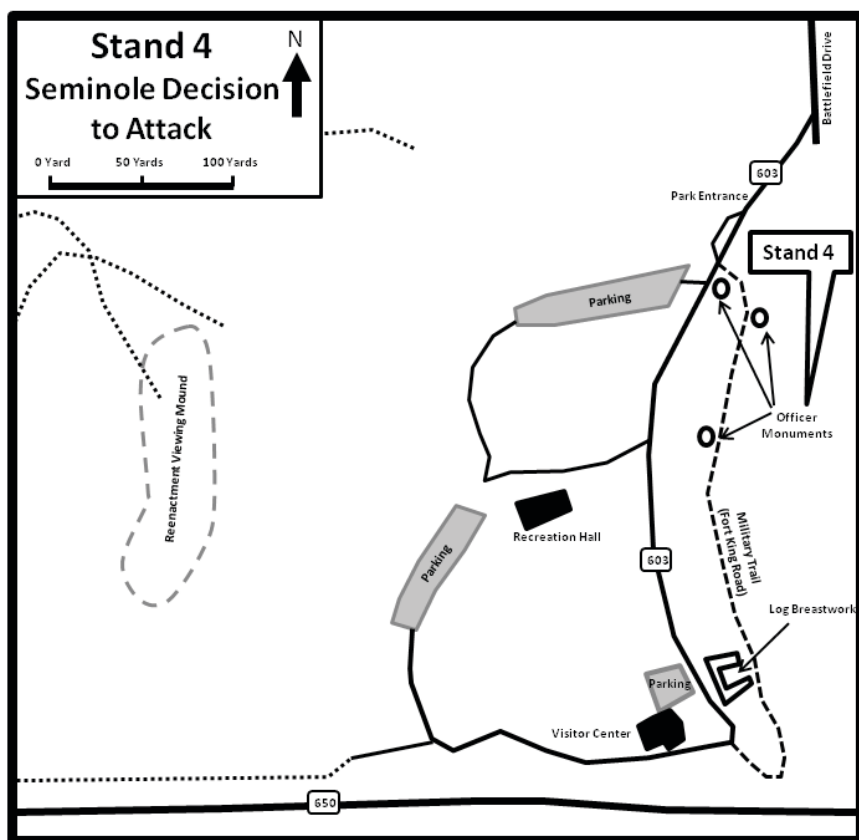 Stand 4
Seminole Decision
to Attack
N
0 Yard
50 Yards
100 Yards
Battlefield Drive
603
Park Entrance
Stand 4
Parking
Officer
Monuments
Reenactment Viewing Mound
Recreation Hall
Parking
603
Military Trail
(Fort King Road)
Log Breastwork
Parking
Visitor Center
650